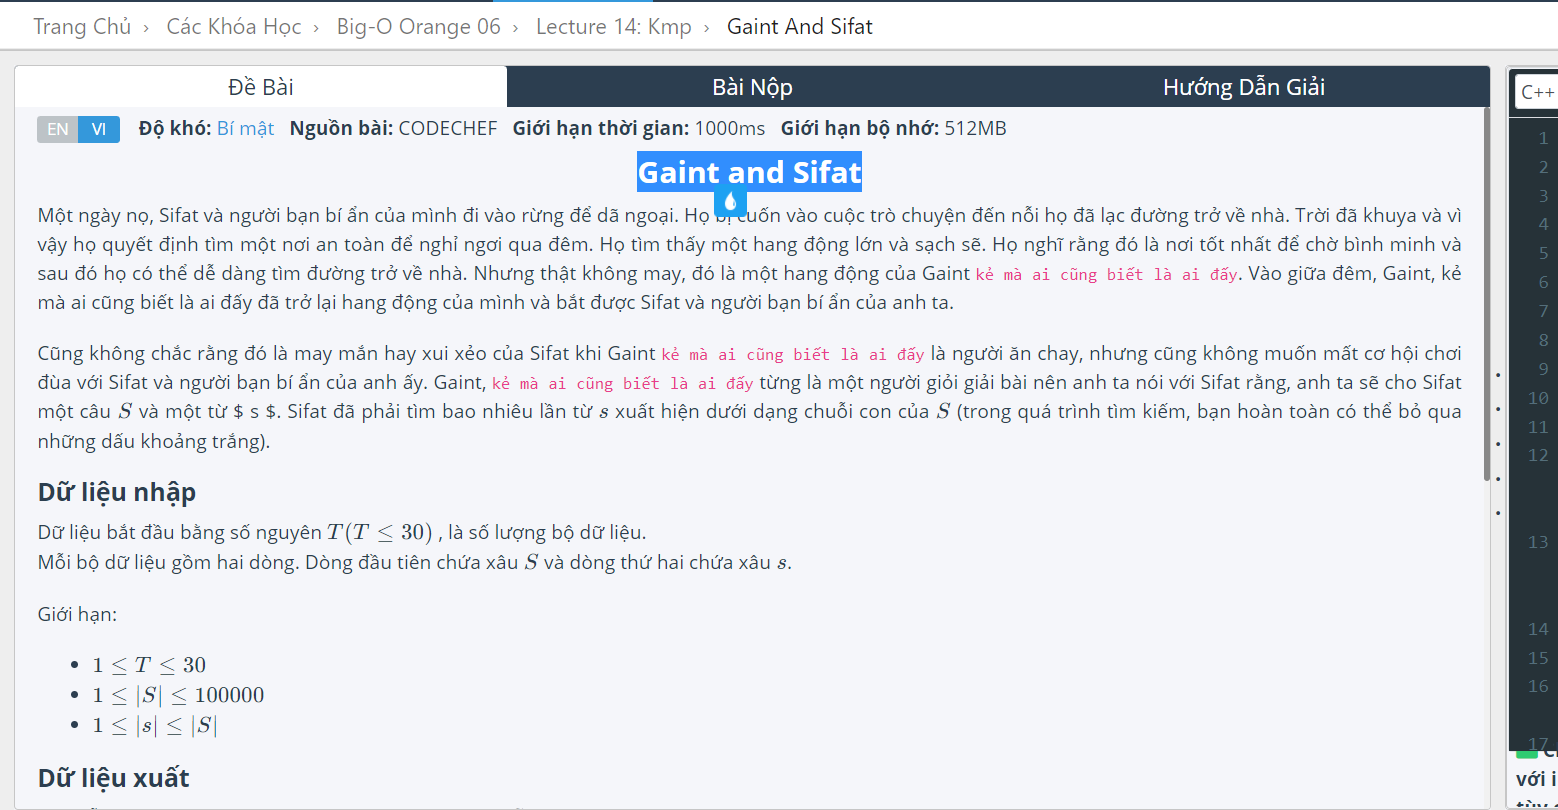 Trang Chủ › Các Khóa Học › Big-O Orange 06 › Lecture 14: Kmp › Gaint And Sifat
Đề Bài Bài Nộp Hướng Dẫn Giải
C++
EN VI Độ khó: Bí mật Nguồn bài: CODECHEF Giới hạn thời gian: 1000ms Giới hạn bộ nhớ: 512MB
Gaint and Sifat
Một ngày nọ, Sifat và người bạn bí ẩn của mình đi vào rừng để dã ngoại. Họ bị cuốn vào cuộc trò chuyện đến nỗi họ đã lạc đường trở về nhà. Trời đã khuya và vì
vậy họ quyết định tìm một nơi an toàn để nghỉ ngơi qua đêm. Họ tìm thấy một hang động lớn và sạch sẽ. Họ nghĩ rằng đó là nơi tốt nhất để chờ bình minh và
sau đó họ có thể dễ dàng tìm đường trở về nhà. Nhưng thật không may, đó là một hang động của Gaint kẻ mà ai cũng biết là ai đấy. Vào giữa đêm, Gaint, kẻ
mà ai cũng biết là ai đấy đã trở lại hang động của mình và bắt được Sifat và người bạn bí ẩn của anh ta.
Cũng không chắc rằng đó là may mắn hay xui xẻo của Sifat khi Gaint kẻ mà ai cũng biết là ai đấy là người ăn chay, nhưng cũng không muốn mất cơ hội chơi
đùa với Sifat và người bạn bí ẩn của anh ấy. Gaint, kẻ mà ai cũng biết là ai đấy từng là một người giỏi giải bài nên anh ta nói với Sifat rằng, anh ta sẽ cho Sifat
một câu S và một từ $ s $. Sifat đã phải tìm bao nhiêu lần từ s xuất hiện dưới dạng chuỗi con của S (trong quá trình tìm kiếm, bạn hoàn toàn có thể bỏ qua
những dấu khoảng trắng).
Dữ liệu nhập
Dữ liệu bắt đầu bằng số nguyên T(T ≤ 30) , là số lượng bộ dữ liệu.
Mỗi bộ dữ liệu gồm hai dòng. Dòng đầu tiên chứa xâu S và dòng thứ hai chứa xâu s.
Giới hạn:
• 1 ≤ T ≤ 30
• 1 ≤ |S| ≤ 100000
• 1 ≤ |s| ≤ |S|
Dữ liệu xuất
1
2
3
4
5
6
7
8
9
10
11
12
13
14
15
16
17
với i